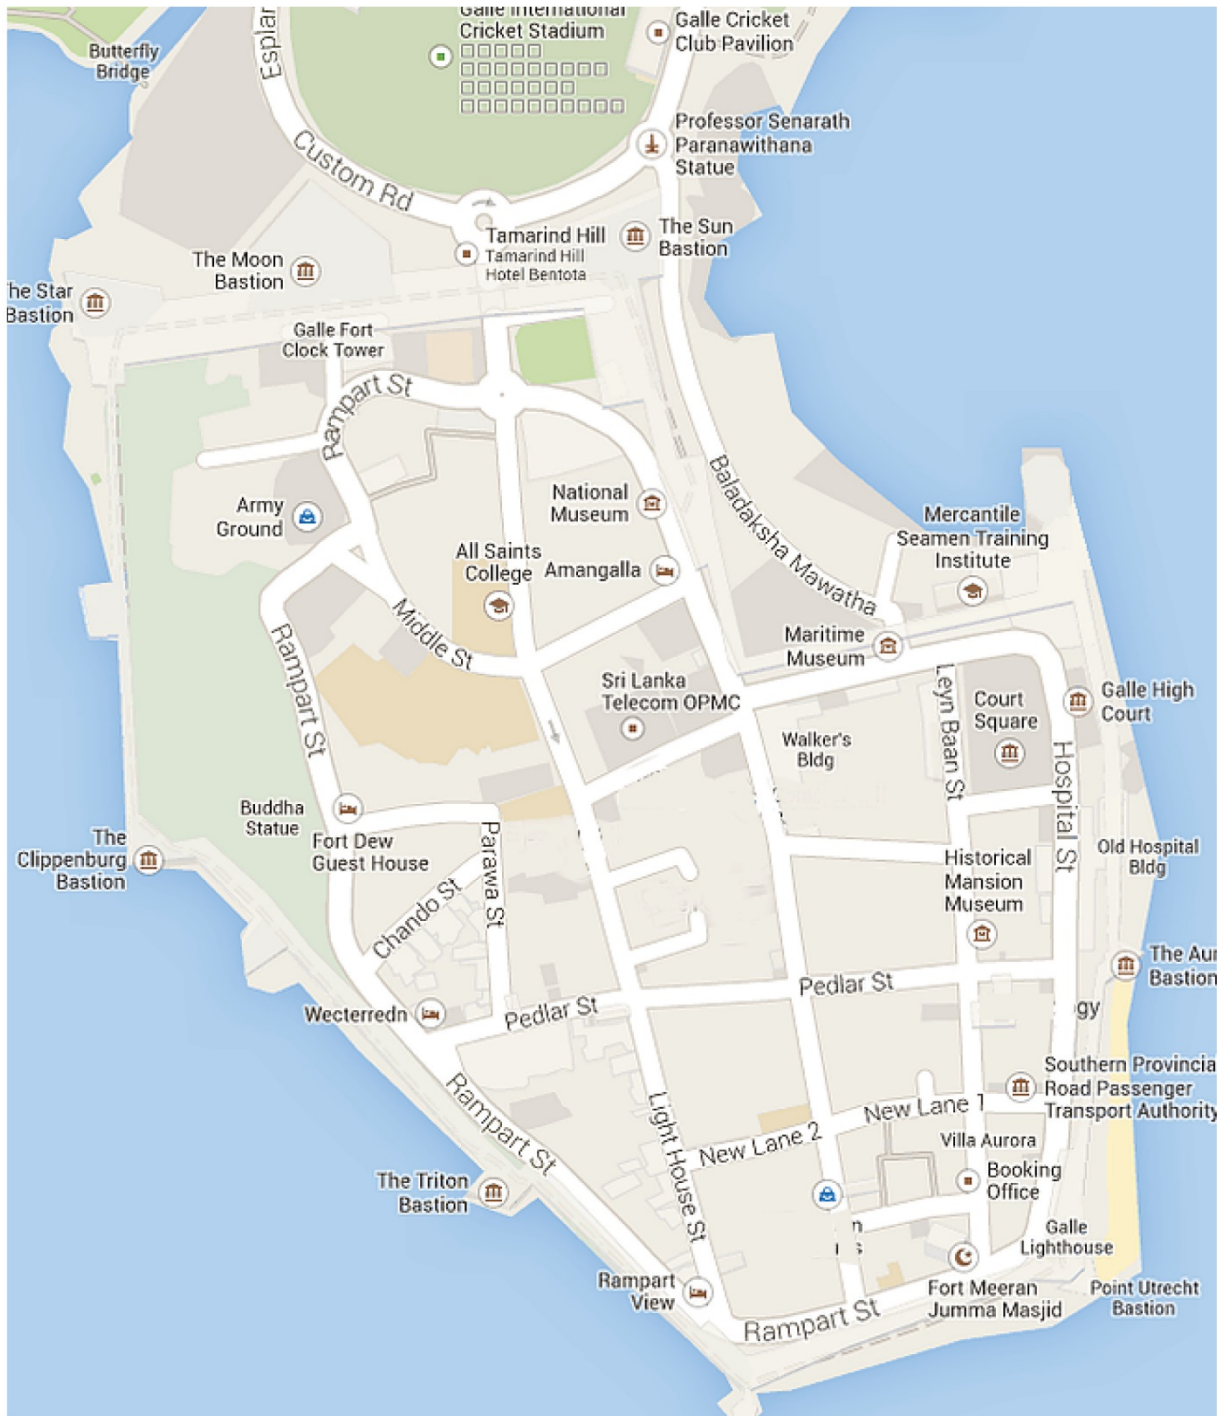 Galle International
Cricket Stadium
Galle Cricket
Club Pavilion
Butterfly
Bridge
Custom Rd
Professor Senarath
Paranawithana
Statue
The Sun
Bastion
Tamarind Hill
Tamarind Hill
Hotel Bentota
The Moon
Bastion
The Star
Bastion
Galle Fort
Clock Tower
Rampart St
Army
Ground
National
Museum
All Saints
College
Amangalla
Baladaksha Mawatha
Mercantile
Seamen Training
Institute
Middle St
Rampart St
Maritime
Museum
Sri Lanka
Telecom OPMC
Leyn Baan St
Court
Square
Galle High
Court
Walker's
Bldg
Hospital St
Buddha
Statue
Fort Dew
Guest House
Parawa St
The
Clippenburg
Bastion
Chando St
Old Hospital
Bldg
Historical
Mansion
Museum
Bastion
Wecterredn
Pedlar St
Pedlar St
Southern Provincial
Road Passenger
Transport Authority
Rampart St
Light House St
New Lane 1
New Lane 2
Villa Aurora
Booking
Office
The Triton
Bastion
Galle
Lighthouse
Rampart
View
Fort Meeran
Jumma Masjid
Point Utrecht
Bastion
Rampart St